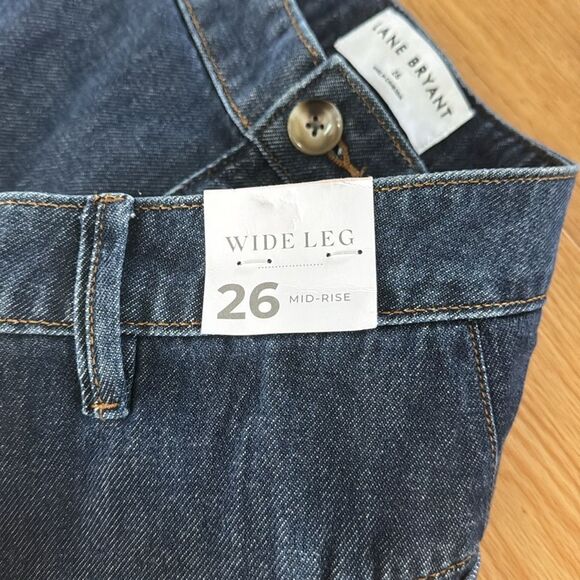 LANE BRYANT
26
WIDE LEG
26 MID-RISE